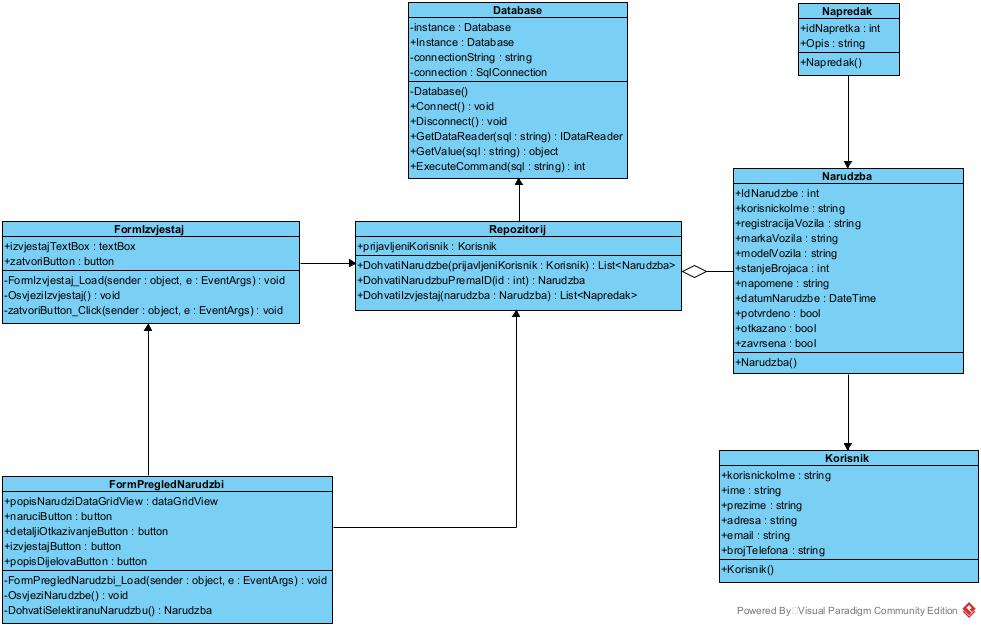 Database
-instance : Database
+Instance : Database
-connectionString : string
-connection : SqlConnection
-Database()
+Connect() : void
+Disconnect() : void
+GetDataReader(sql : string) : IDataReader
+GetValue(sql : string) : object
+ExecuteCommand(sql : string) : int
Napredak
+idNapretka : int
+Opis : string
+Napredak()
FormIzvjestaj
+izvjestajTextBox : textBox
+zatvoriButton : button
-FormIzvjestaj_Load(sender : object, e : EventArgs) : void
-OsvjeziIzvjestaj() : void
-zatvoriButton_Click(sender : object, e : EventArgs) : void
Repozitorij
+prijavljeniKorisnik : Korisnik
+DohvatiNarudzbe(prijavljeniKorisnik : Korisnik) : List<Narudzba>
+DohvatiNarudzbuPremaID(id : int) : Narudzba
+DohvatiIzvjestaj(narudzba : Narudzba) : List<Napredak>
Narudzba
+IdNarudzbe : int
+korisnickoIme : string
+registracijaVozila : string
+markaVozila : string
+modelVozila : string
+stanjeBrojaca : int
+napomene : string
+datumNarudzbe : DateTime
+potvrdeno : bool
+otkazano : bool
+zavrsena : bool
+Narudzba()
FormPregledNarudzbi
+popisNarudziDataGridView : dataGridView
+naruciButton : button
+detaljiOtkazivanjeButton : button
+izvjestajButton : button
+popisDijelovaButton : button
-FormPregledNarudzbi_Load(sender : object, e : EventArgs) : void
-OsvjeziNarudzbe() : void
-DohvatiSelektiranuNarudzbu() : Narudzba
Korisnik
+korisnickoIme : string
+ime : string
+prezime : string
+adresa : string
+email : string
+brojTelefona : string
+Korisnik()
Powered By Visual Paradigm Community Edition